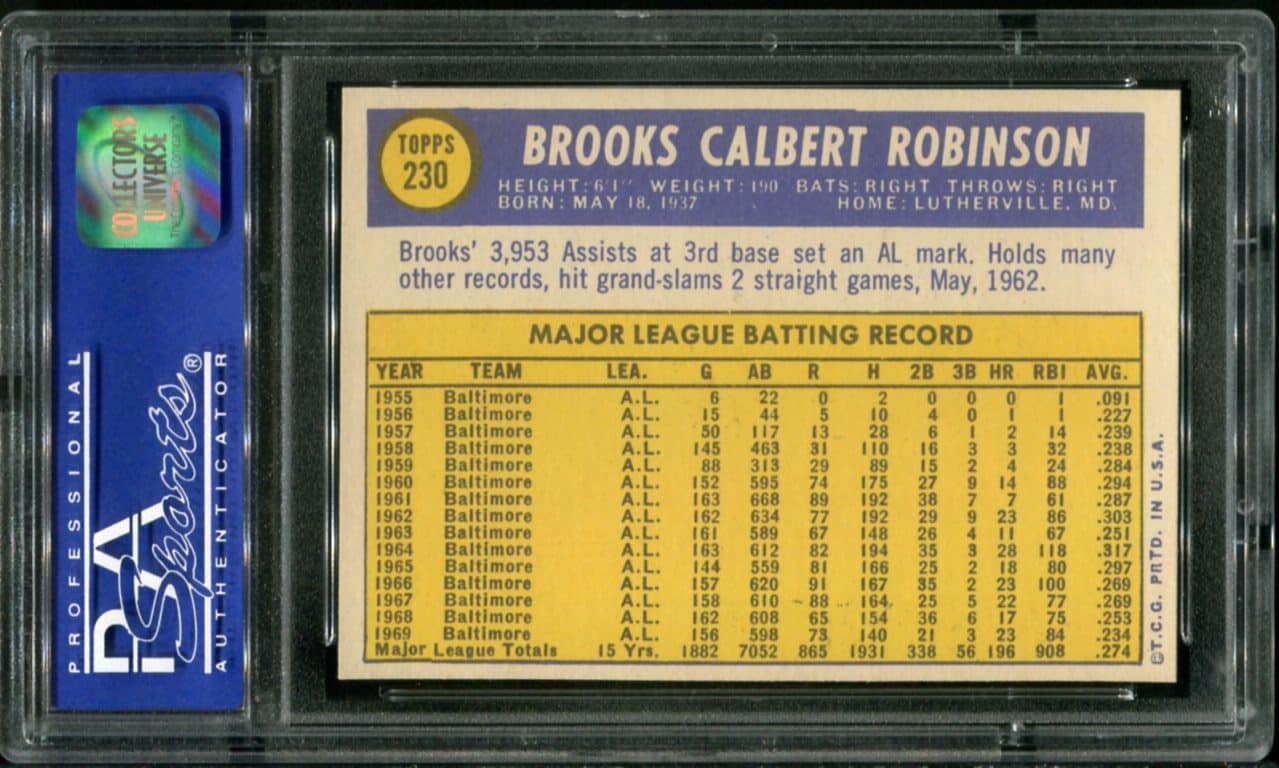 COLLECTORS
UNIVERSE
The Collectors Company
PROFESSIONAL
PSA
Sports®
AUTHENTICATOR
TOPPS
230
BROOKS CALBERT ROBINSON
HEIGHT: 6'1" WEIGHT: 190 BATS: RIGHT THROWS: RIGHT
BORN: MAY 18, 1937 HOME: LUTHERVILLE, MD.
Brooks' 3,953 Assists at 3rd base set an AL mark. Holds many
other records, hit grand-slams 2 straight games, May, 1962.
MAJOR LEAGUE BATTING RECORD
YEAR TEAM LEA. G AB R H 2B 3B HR RBI AVG.
1955 Baltimore A.L. 6 22 0 2 0 0 0 1 .091
1956 Baltimore A.L. 15 44 5 10 4 0 1 1 .227
1957 Baltimore A.L. 50 117 13 28 6 1 2 14 .239
1958 Baltimore A.L. 145 463 31 110 16 3 3 32 .238
1959 Baltimore A.L. 88 313 29 89 15 2 4 24 .284
1960 Baltimore A.L. 152 595 74 175 27 9 14 88 .294
1961 Baltimore A.L. 163 668 89 192 38 7 7 61 .287
1962 Baltimore A.L. 162 634 77 192 29 9 23 86 .303
1963 Baltimore A.L. 161 589 67 148 26 4 11 67 .251
1964 Baltimore A.L. 163 612 82 194 35 3 28 118 .317
1965 Baltimore A.L. 144 559 81 166 25 2 18 80 .297
1966 Baltimore A.L. 157 620 91 167 35 2 23 100 .269
1967 Baltimore A.L. 158 610 88 164 25 5 22 77 .269
1968 Baltimore A.L. 162 608 65 154 36 6 17 75 .253
1969 Baltimore A.L. 156 598 73 140 21 3 23 84 .234
Major League Totals 15 Yrs. 1882 7052 865 1931 338 56 196 908 .274
©T.C.G. PRTD. IN U.S.A.